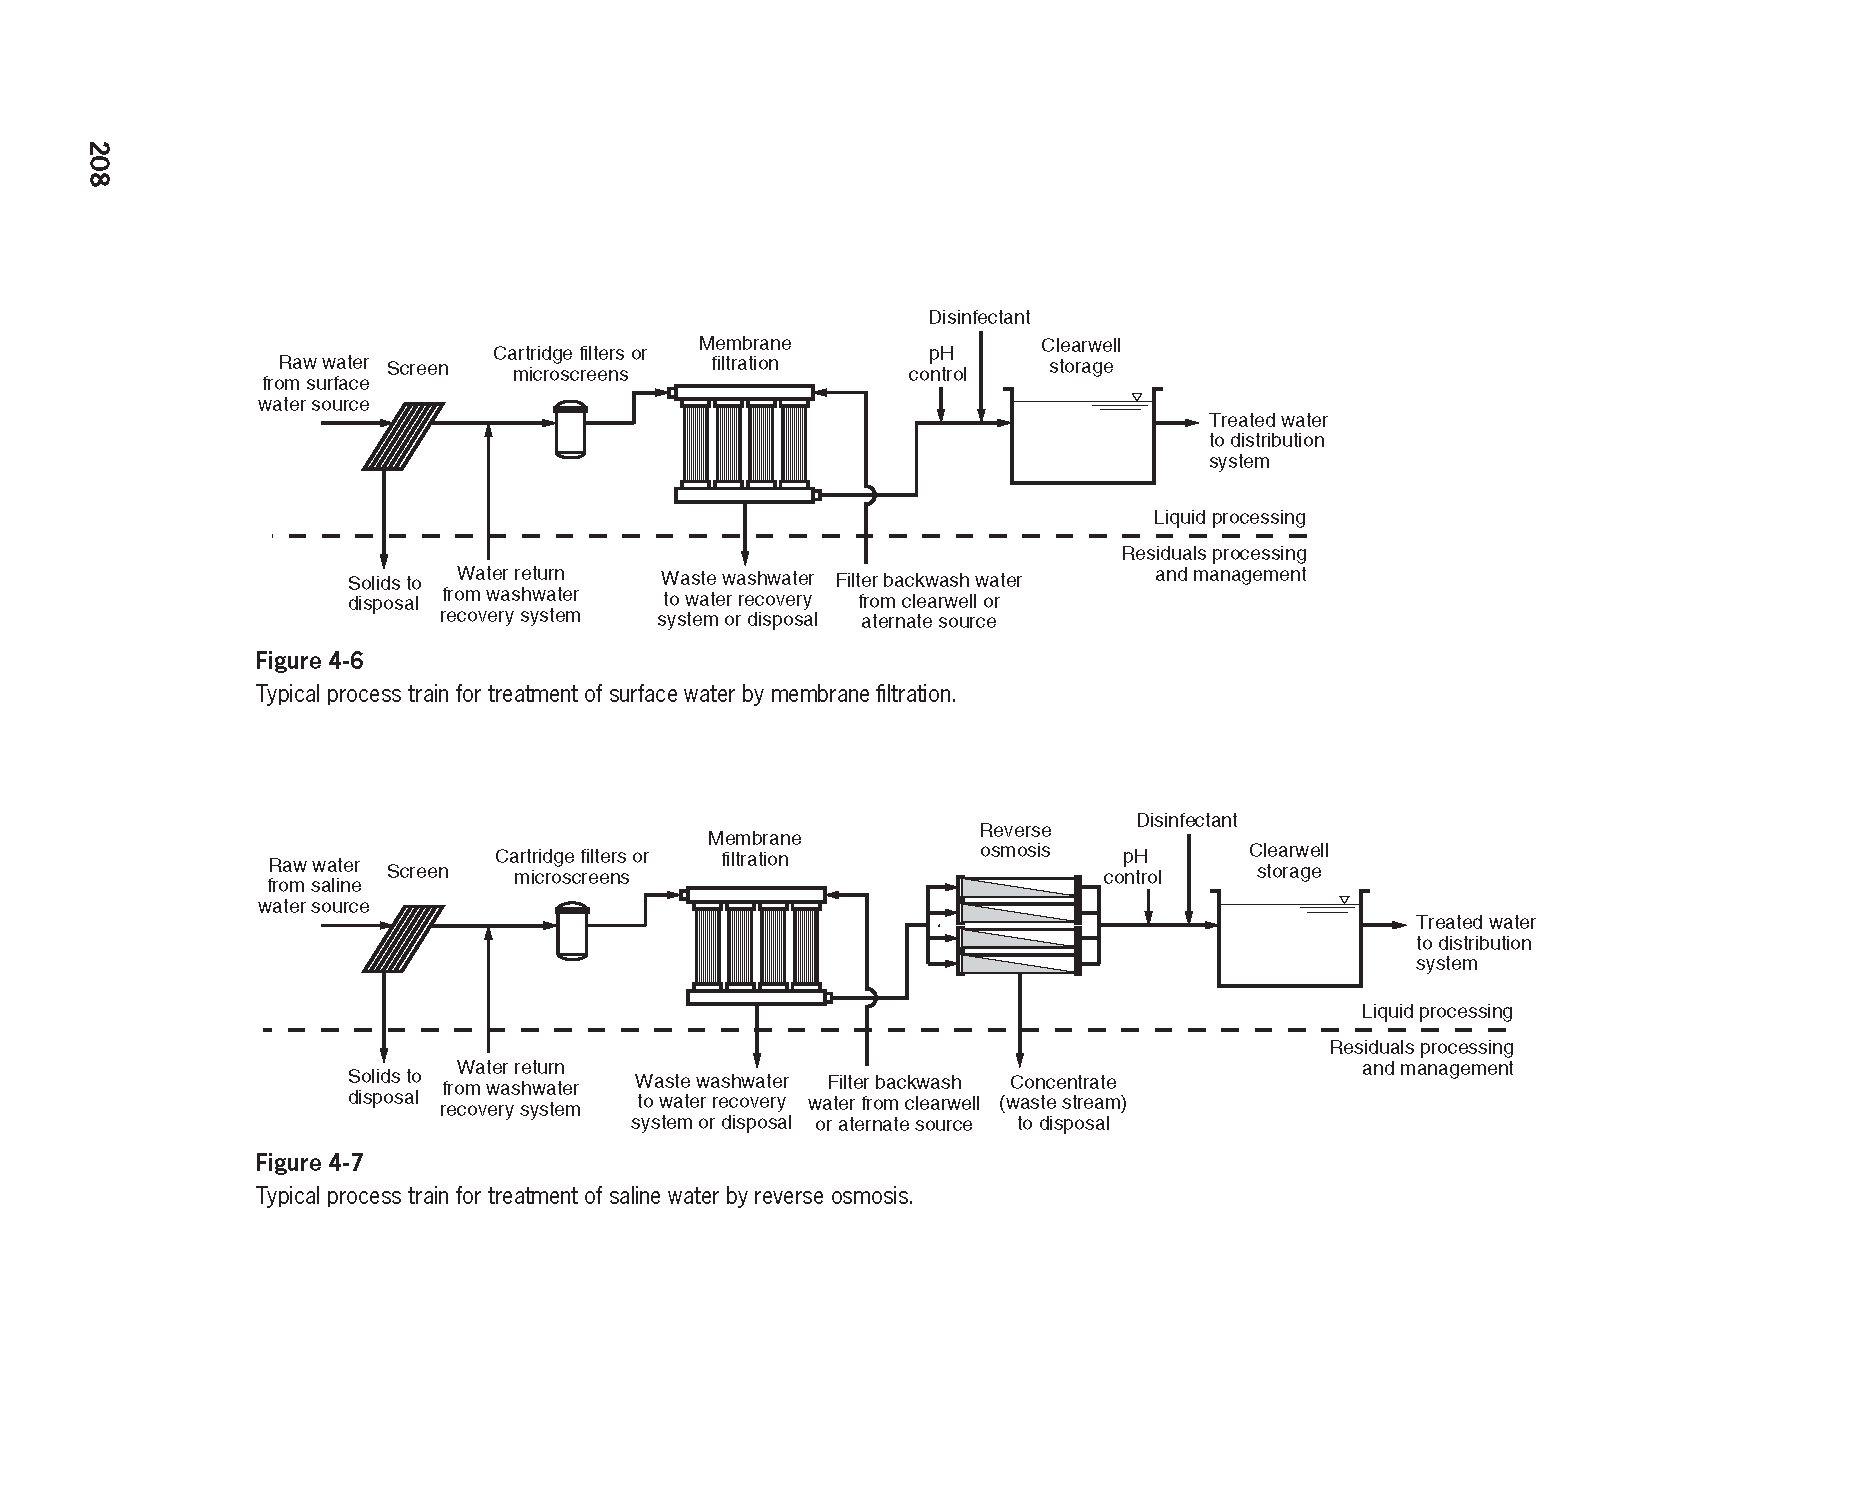 208
Disinfectant
Raw water
from surface
water source
Screen
Cartridge filters or
microscreens
Membrane
filtration
pH
control
Clearwell
storage
Treated water
to distribution
system
Liquid processing
Residuals processing
and management
Solids to
disposal
Water return
from washwater
recovery system
Waste washwater
to water recovery
system or disposal
Filter backwash water
from clearwell or
aternate source
Figure 4-6
Typical process train for treatment of surface water by membrane filtration.
Disinfectant
Raw water
from saline
water source
Screen
Cartridge filters or
microscreens
Membrane
filtration
Reverse
osmosis
pH
control
Clearwell
storage
Treated water
to distribution
system
Liquid processing
Residuals processing
and management
Solids to
disposal
Water return
from washwater
recovery system
Waste washwater
to water recovery
system or disposal
Filter backwash
water from clearwell
or aternate source
Concentrate
(waste stream)
to disposal
Figure 4-7
Typical process train for treatment of saline water by reverse osmosis.